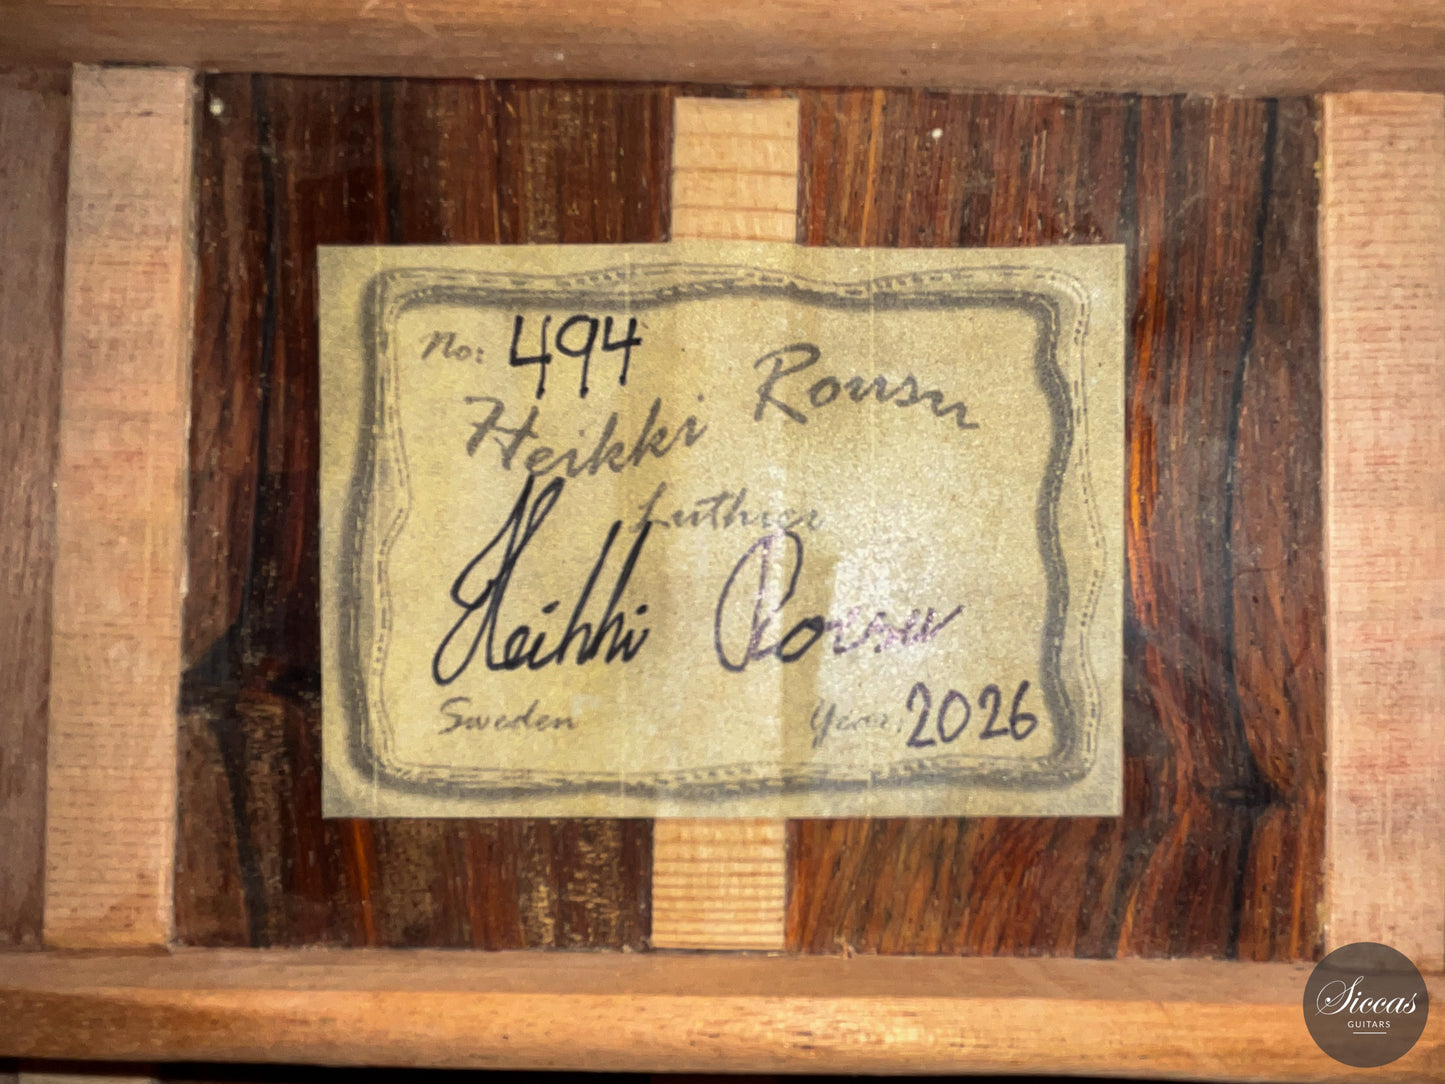 No: 494
Heikki Rousu
Luthier
Heikki Rousu
Sweden Year: 2026
Siccas
GUITARS